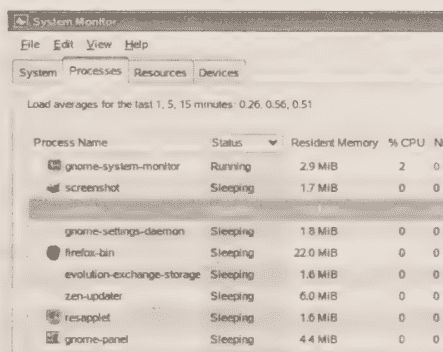 System Monitor
File Edit View Help
System Processes Resources Devices
Load averages for the last 1, 5, 15 minutes: 0.26, 0.56, 0.51
Process Name Status Resident Memory % CPU N
gnome-system-monitor Running 2.9 MiB 2 0
screenshot Sleeping 1.7 MiB 0 0
gnome-settings-daemon Sleeping 1.8 MiB 0 0
firefox-bin Sleeping 22.0 MiB 0 0
evolution-exchange-storage Sleeping 1.6 MiB 0 0
zen-updater Sleeping 6.0 MiB 0 0
resapplet Sleeping 1.6 MiB 0 0
gnome-panel Sleeping 4.4 MiB 0 0